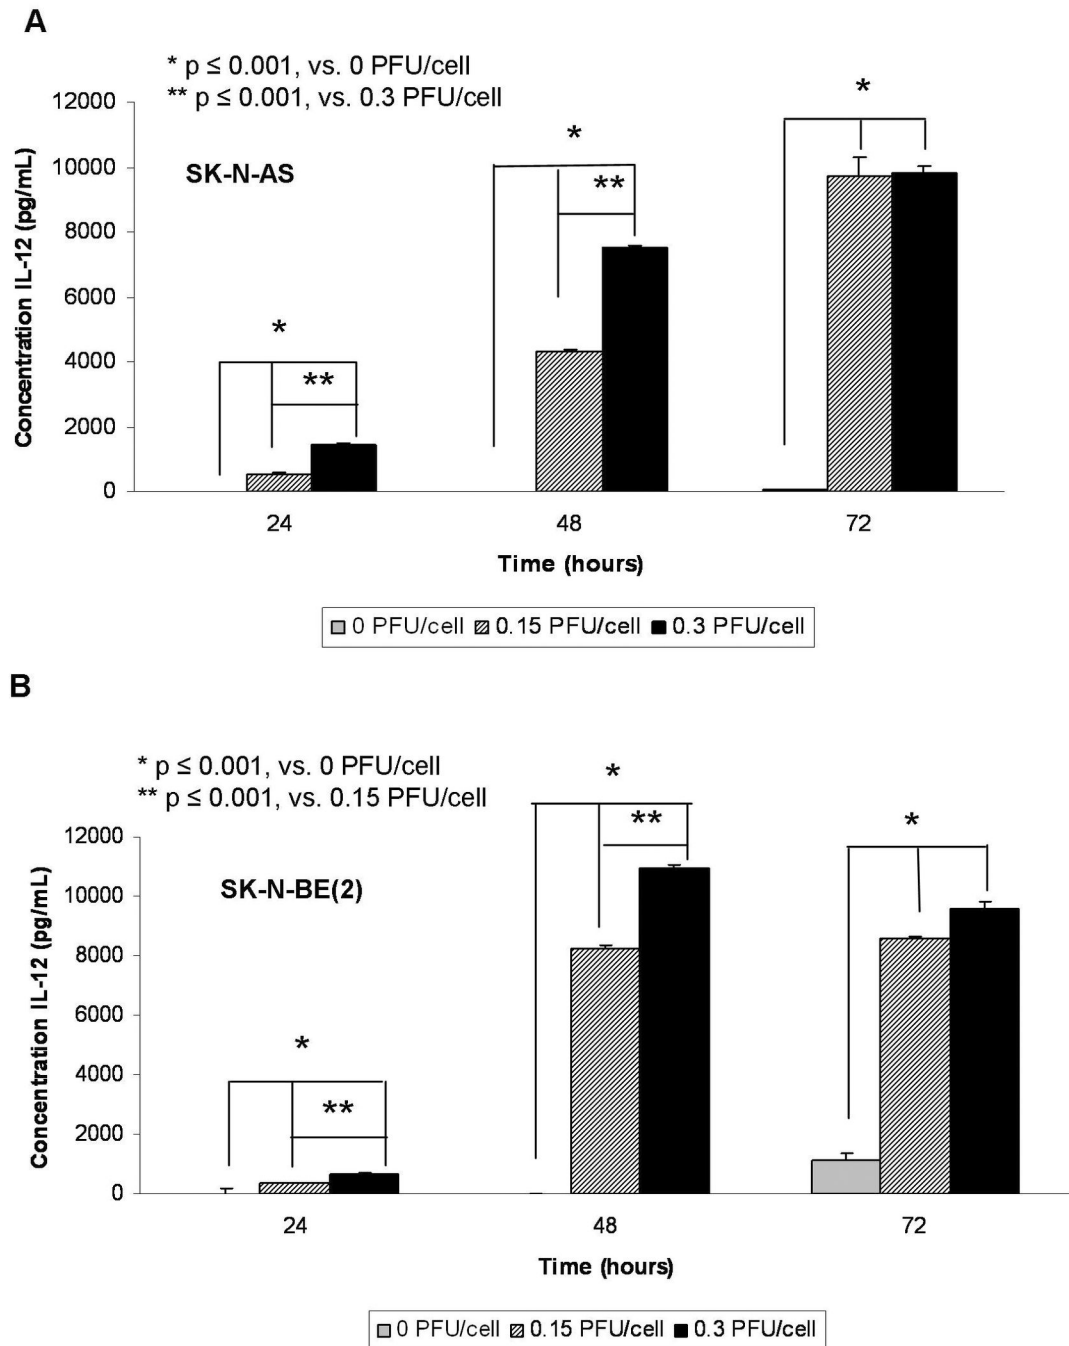 A
* p ≤ 0.001, vs. 0 PFU/cell
** p ≤ 0.001, vs. 0.3 PFU/cell
SK-N-AS
Concentration IL-12 (pg/mL)
12000
10000
8000
6000
4000
2000
0
*
**
*
**
*
24 48 72
Time (hours)
0 PFU/cell 0.15 PFU/cell 0.3 PFU/cell
B
* p ≤ 0.001, vs. 0 PFU/cell
** p ≤ 0.001, vs. 0.15 PFU/cell
SK-N-BE(2)
Concentration IL-12 (pg/mL)
12000
10000
8000
6000
4000
2000
0
*
**
*
**
*
24 48 72
Time (hours)
0 PFU/cell 0.15 PFU/cell 0.3 PFU/cell